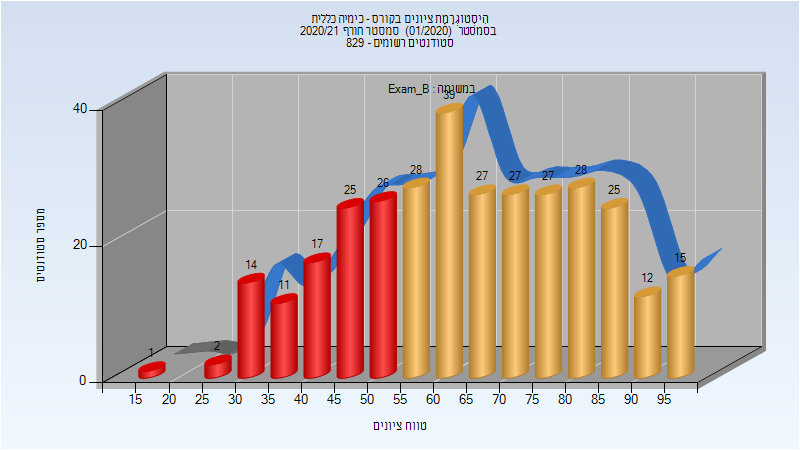 היסטוגרמת ציונים בקורס - כימיה כללית
בסמסטר (01/2020) סמסטר חורף 2020/21
סטודנטים רשומים - 829
במשימה : Exam_B
מספר סטודנטים
40
20
0
1
2
14
11
17
25
26
28
39
27
27
27
28
25
12
15
15 20 25 30 35 40 45 50 55 60 65 70 75 80 85 90 95
טווח ציונים